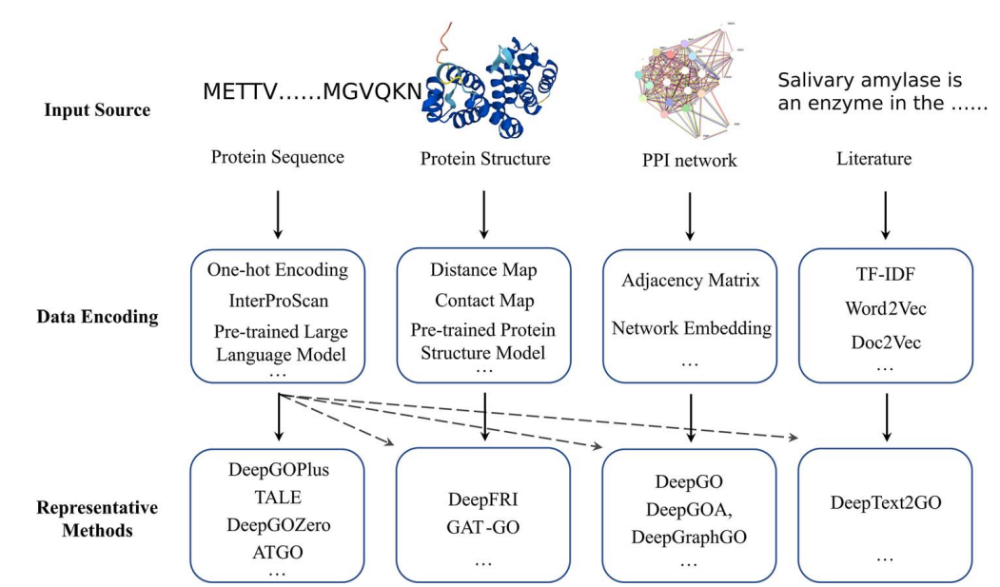 Input Source
METTV......MGVQKN
Salivary amylase is
an enzyme in the ......
Protein Sequence
Protein Structure
PPI network
Literature
Data Encoding
One-hot Encoding
InterProScan
Pre-trained Large
Language Model
...
Distance Map
Contact Map
Pre-trained Protein
Structure Model
...
Adjacency Matrix
Network Embedding
...
TF-IDF
Word2Vec
Doc2Vec
...
Representative
Methods
DeepGOPlus
TALE
DeepGOZero
ATGO
...
DeepFRI
GAT-GO
...
DeepGO
DeepGOA,
DeepGraphGO
...
DeepText2GO
...